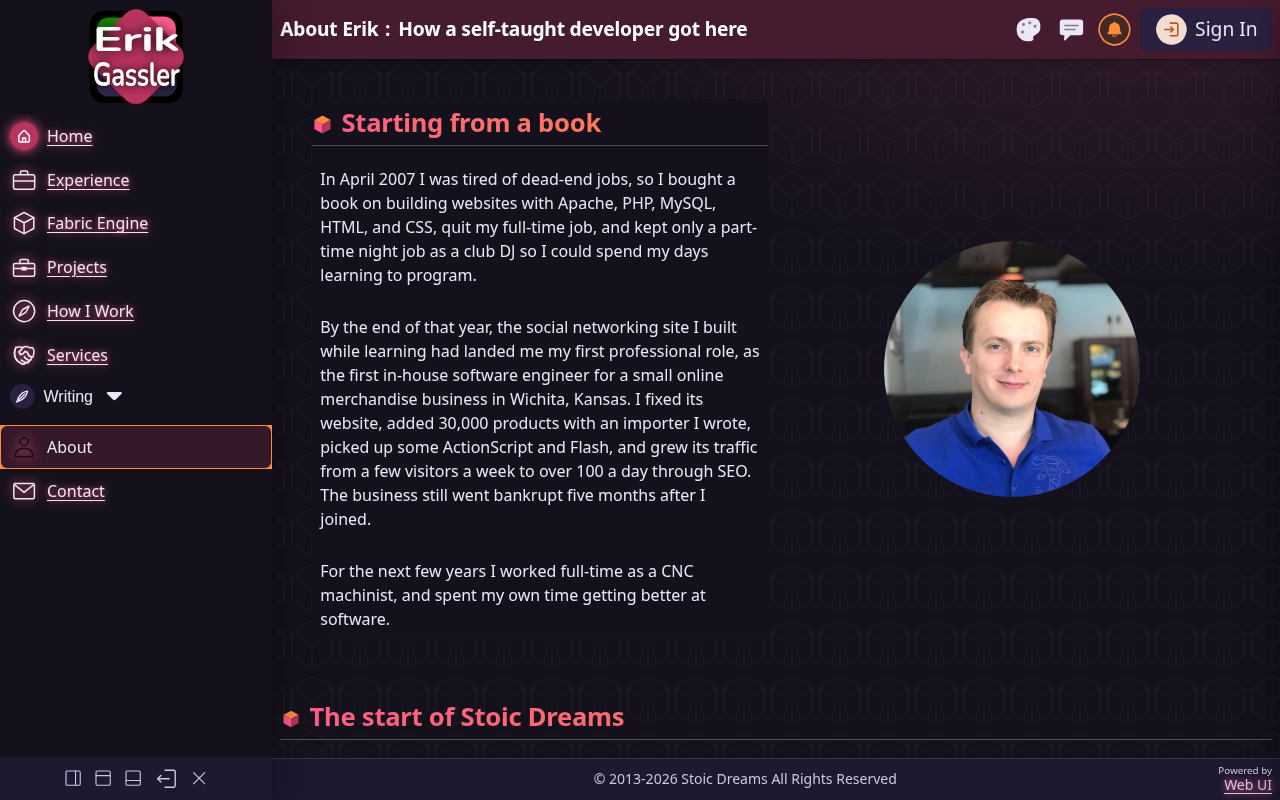 Erik
Gassler
Home
Experience
Fabric Engine
Projects
How I Work
Services
Writing
About
Contact
About Erik : How a self-taught developer got here
Sign In
Starting from a book
In April 2007 I was tired of dead-end jobs, so I bought a
book on building websites with Apache, PHP, MySQL,
HTML, and CSS, quit my full-time job, and kept only a part-
time night job as a club DJ so I could spend my days
learning to program.
By the end of that year, the social networking site I built
while learning had landed me my first professional role, as
the first in-house software engineer for a small online
merchandise business in Wichita, Kansas. I fixed its
website, added 30,000 products with an importer I wrote,
picked up some ActionScript and Flash, and grew its traffic
from a few visitors a week to over 100 a day through SEO.
The business still went bankrupt five months after I
joined.
For the next few years I worked full-time as a CNC
machinist, and spent my own time getting better at
software.
The start of Stoic Dreams
© 2013-2026 Stoic Dreams All Rights Reserved
Powered by
Web UI